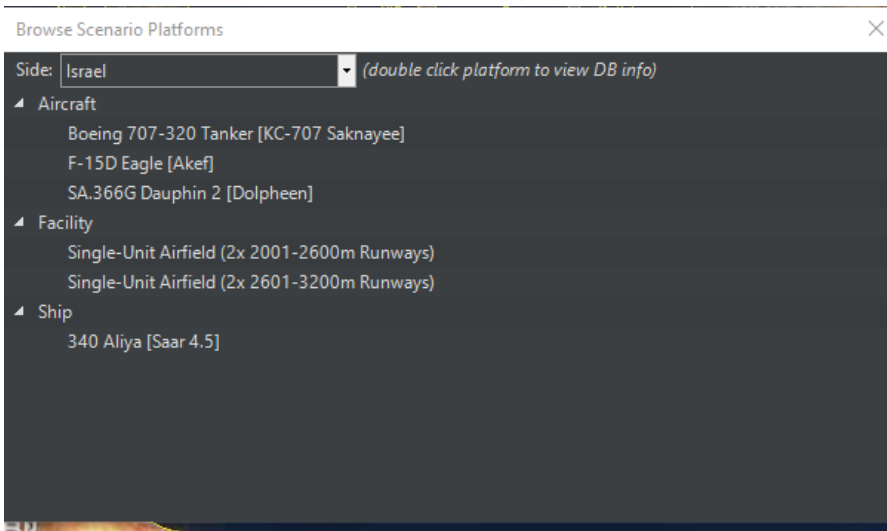 Browse Scenario Platforms
Side: Israel (double click platform to view DB info)
Aircraft
Boeing 707-320 Tanker [KC-707 Saknayee]
F-15D Eagle [Akef]
SA.366G Dauphin 2 [Dolpheen]
Facility
Single-Unit Airfield (2x 2001-2600m Runways)
Single-Unit Airfield (2x 2601-3200m Runways)
Ship
340 Aliya [Saar 4.5]